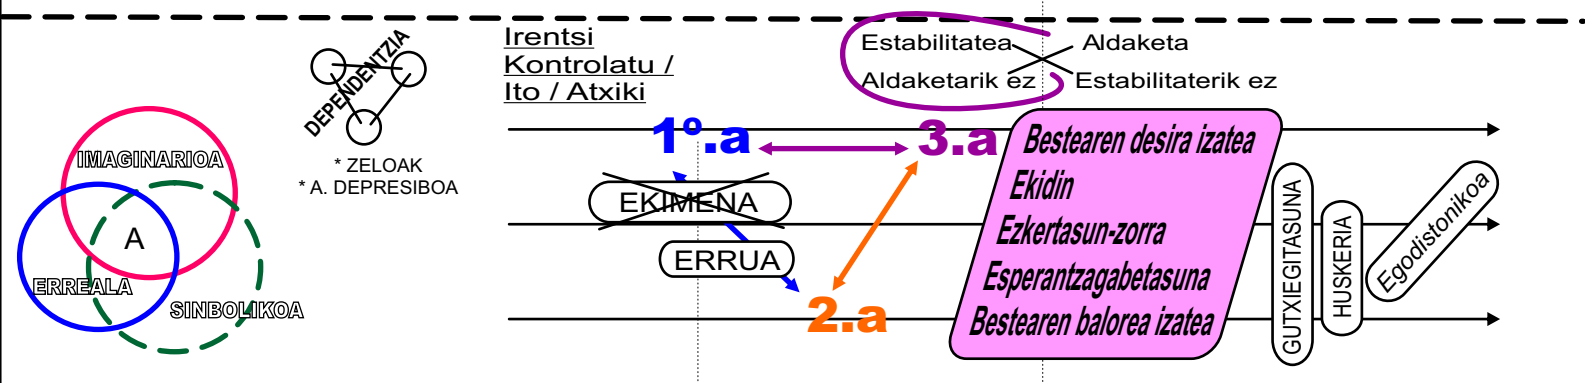 IMAGINARIOA
A
ERREALA
SINBOLIKOA
DEPENDENTZIA
* ZELOAK
* A. DEPRESIBOA
Irentsi
Kontrolatu /
Ito / Atxiki
Estabilitatea
Aldaketa
Aldaketarik ez
Estabilitaterik ez
1º.a
3.a
EKIMENA
ERRUA
2.a
Bestearen desira izatea
Ekidin
Ezkertasun-zorra
Esperantzagabetasuna
Bestearen balorea izatea
GUTXIEGITASUNA
HUSKERIA
Egodistonikoa